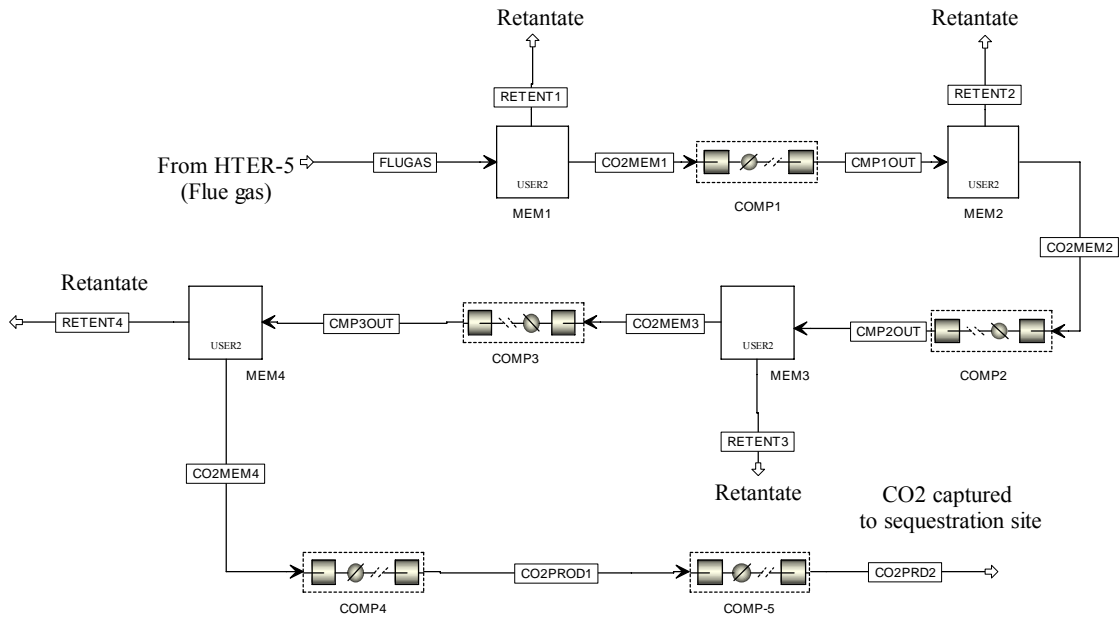 Retantate
Retantate
RETENT1
RETENT2
From HTER-5
(Flue gas)
FLUGAS
USER2
MEM1
CO2MEM1
COMP1
CMP1OUT
USER2
MEM2
CO2MEM2
Retantate
RETENT4
USER2
MEM4
CMP3OUT
COMP3
CO2MEM3
USER2
MEM3
CMP2OUT
COMP2
RETENT3
Retantate
CO2MEM4
CO2 captured
to sequestration site
COMP4
CO2PROD1
COMP-5
CO2PRD2